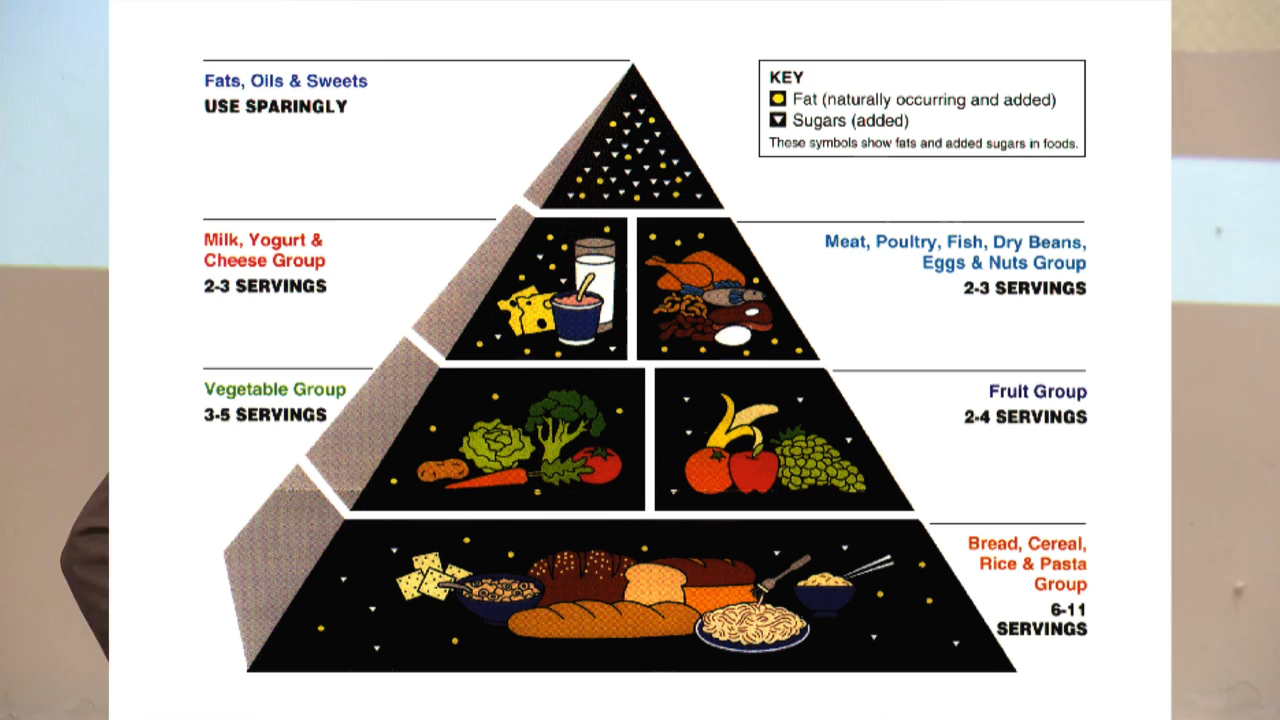 Fats, Oils & Sweets
USE SPARINGLY
KEY
Fat (naturally occurring and added)
Sugars (added)
These symbols show fats and added sugars in foods.
Milk, Yogurt &
Cheese Group
2-3 SERVINGS
Meat, Poultry, Fish, Dry Beans,
Eggs & Nuts Group
2-3 SERVINGS
Vegetable Group
3-5 SERVINGS
Fruit Group
2-4 SERVINGS
Bread, Cereal,
Rice & Pasta
Group
6-11
SERVINGS